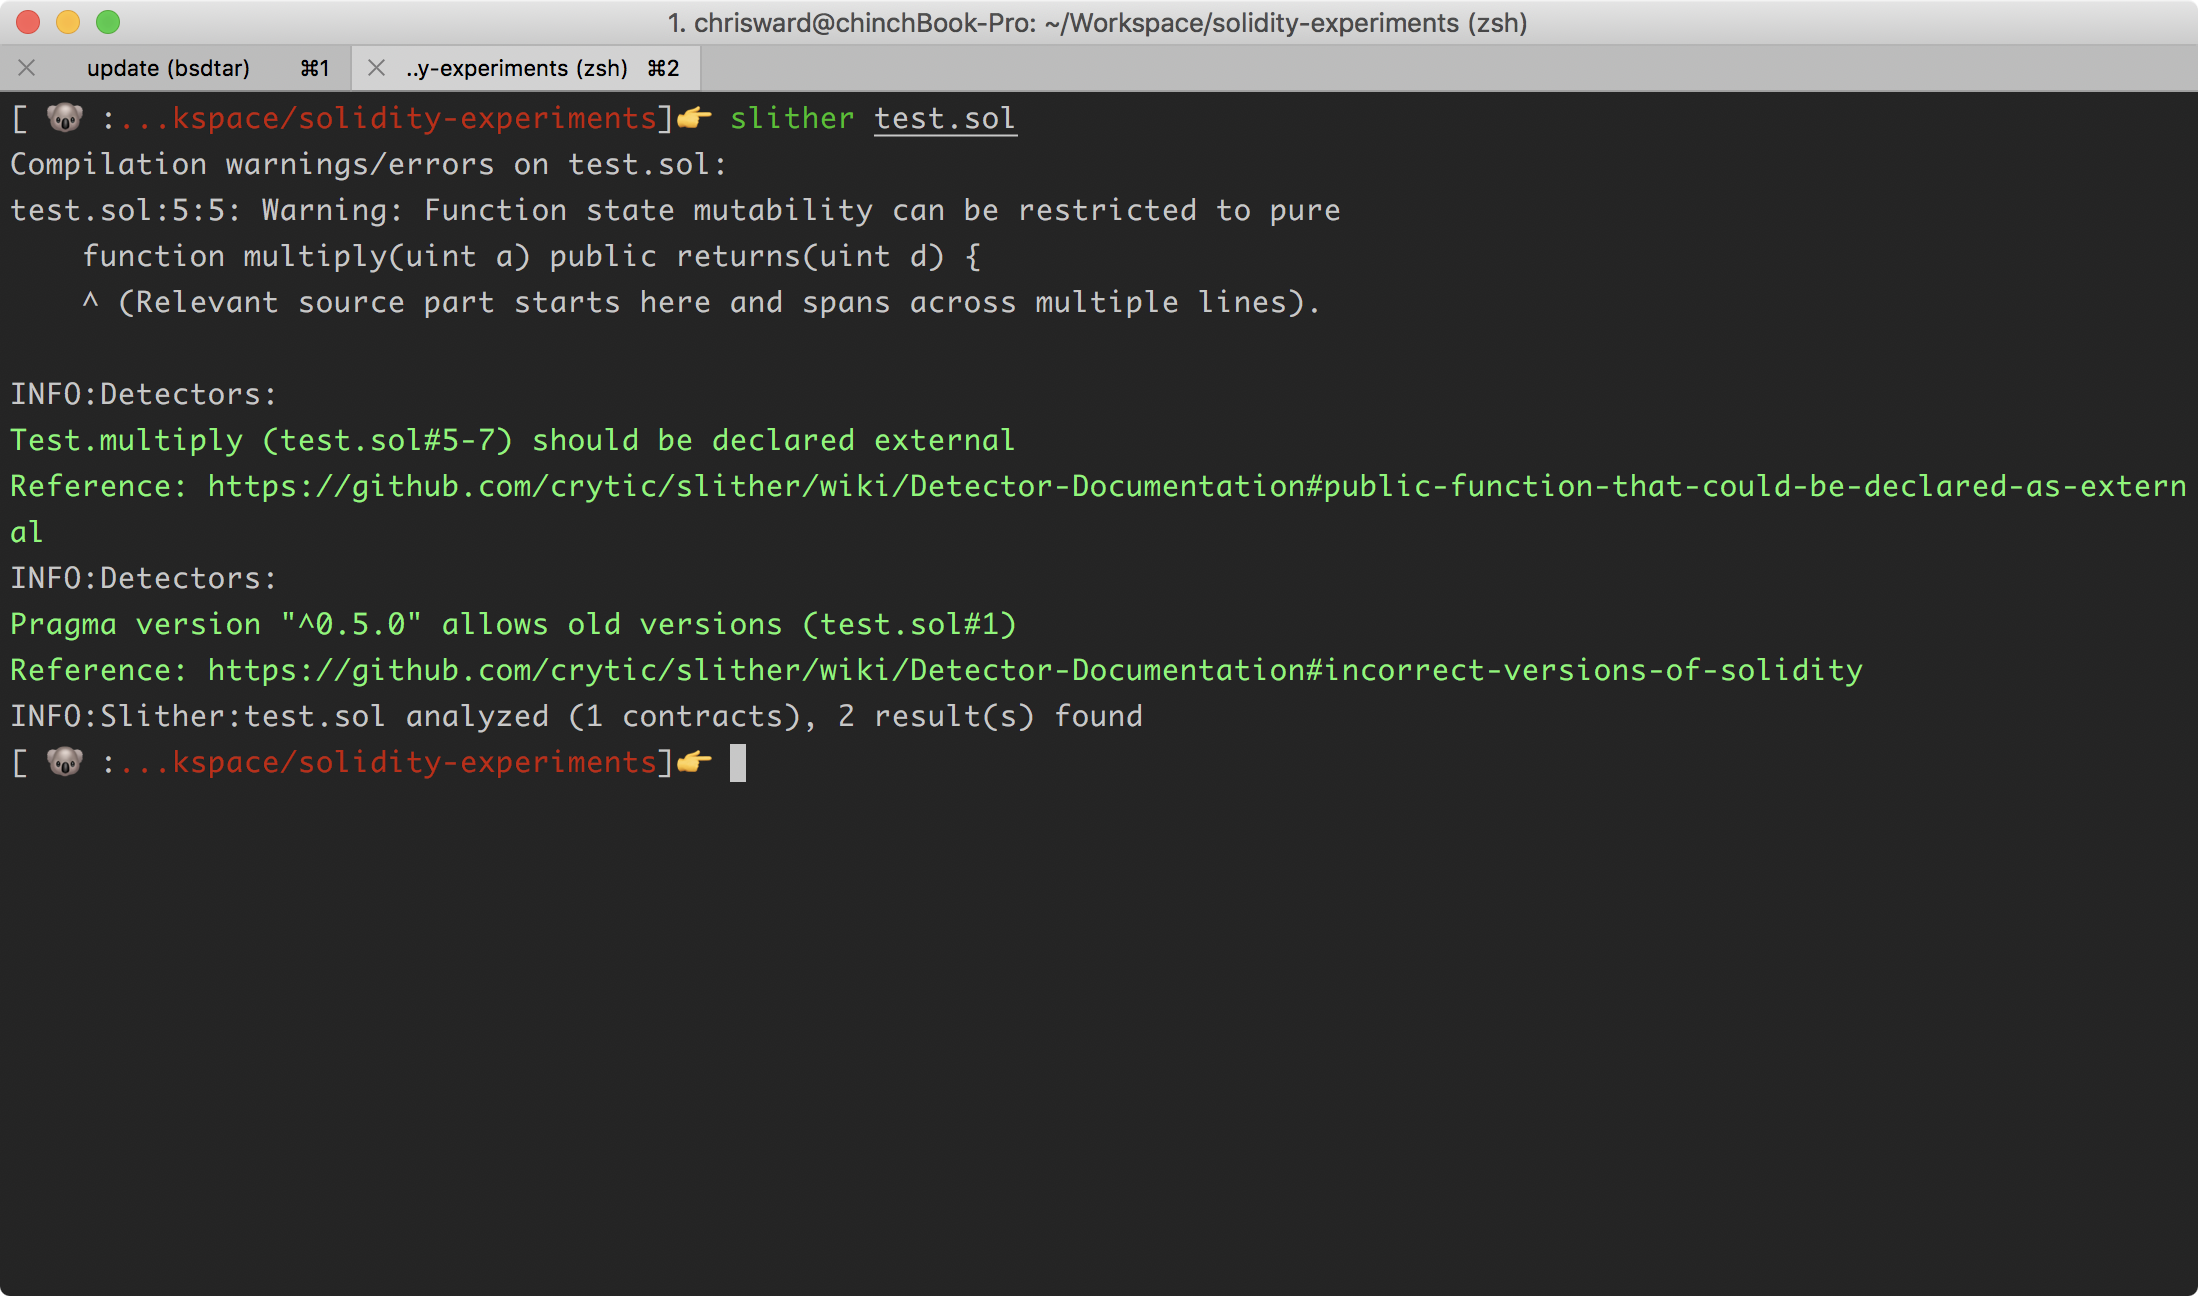 1. chrisward@chinchBook-Pro: ~/Workspace/solidity-experiments (zsh)
update (bsdtar) ⌘1 ..y-experiments (zsh) ⌘2
[ 🐨 :...kspace/solidity-experiments]👉 slither test.sol
Compilation warnings/errors on test.sol:
test.sol:5:5: Warning: Function state mutability can be restricted to pure
    function multiply(uint a) public returns(uint d) {
    ^ (Relevant source part starts here and spans across multiple lines).
INFO:Detectors:
Test.multiply (test.sol#5-7) should be declared external
Reference: https://github.com/crytic/slither/wiki/Detector-Documentation#public-function-that-could-be-declared-as-extern
al
INFO:Detectors:
Pragma version "^0.5.0" allows old versions (test.sol#1)
Reference: https://github.com/crytic/slither/wiki/Detector-Documentation#incorrect-versions-of-solidity
INFO:Slither:test.sol analyzed (1 contracts), 2 result(s) found
[ 🐨 :...kspace/solidity-experiments]👉